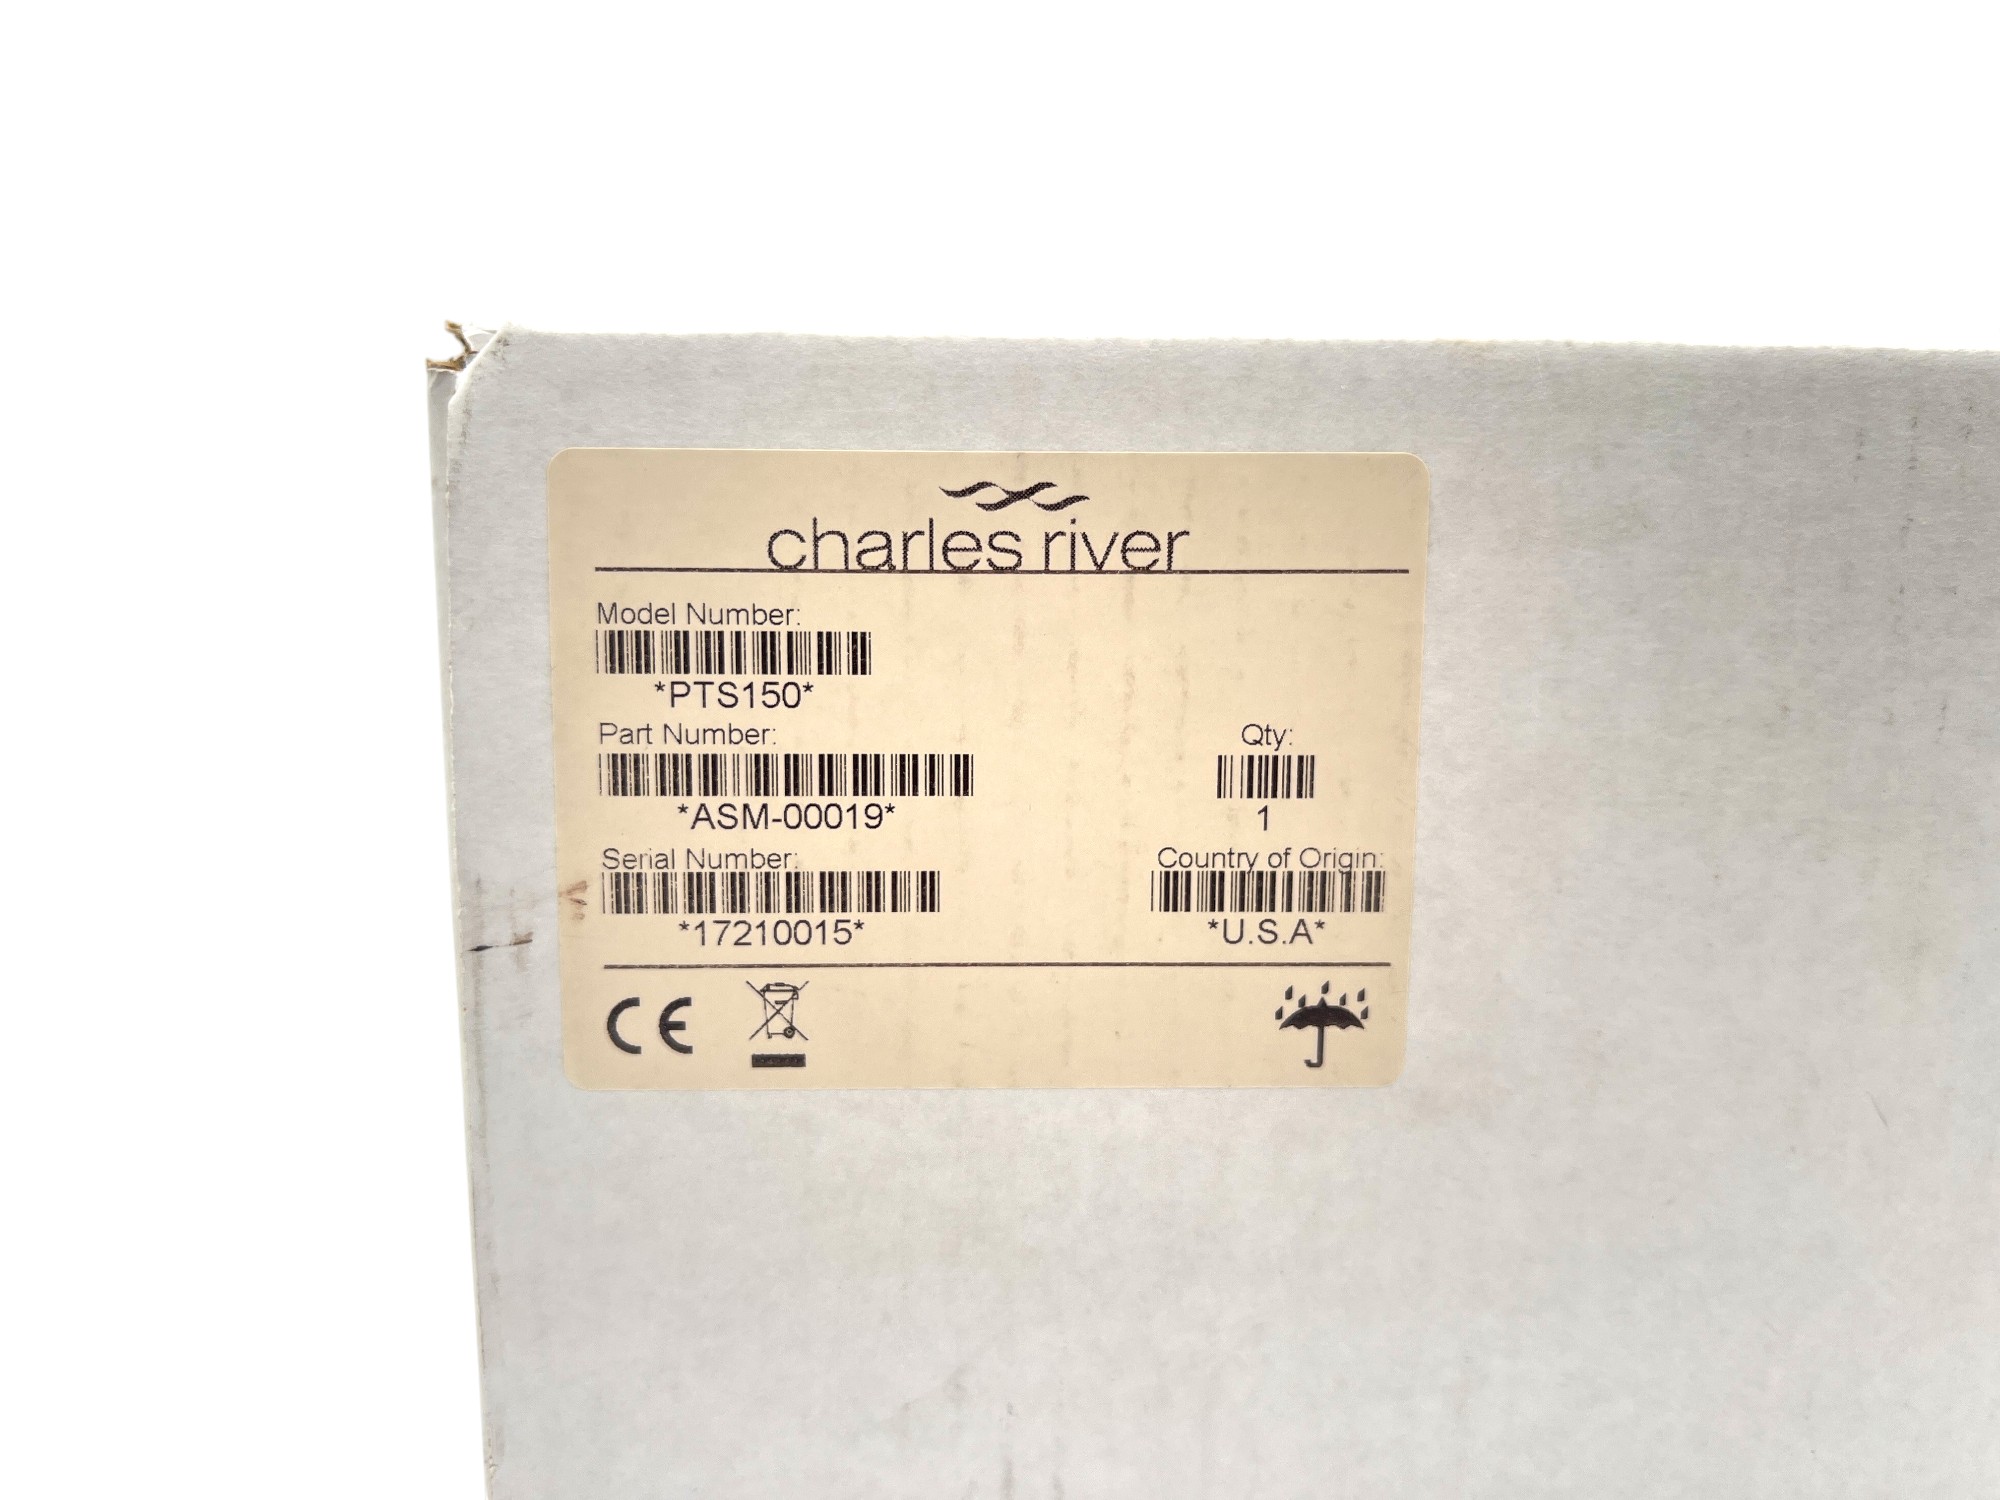 charles river
Model Number:
*PTS150*
Part Number:
Qty:
*ASM-00019*
1
Serial Number:
Country of Origin:
*17210015*
*U.S.A*
CE